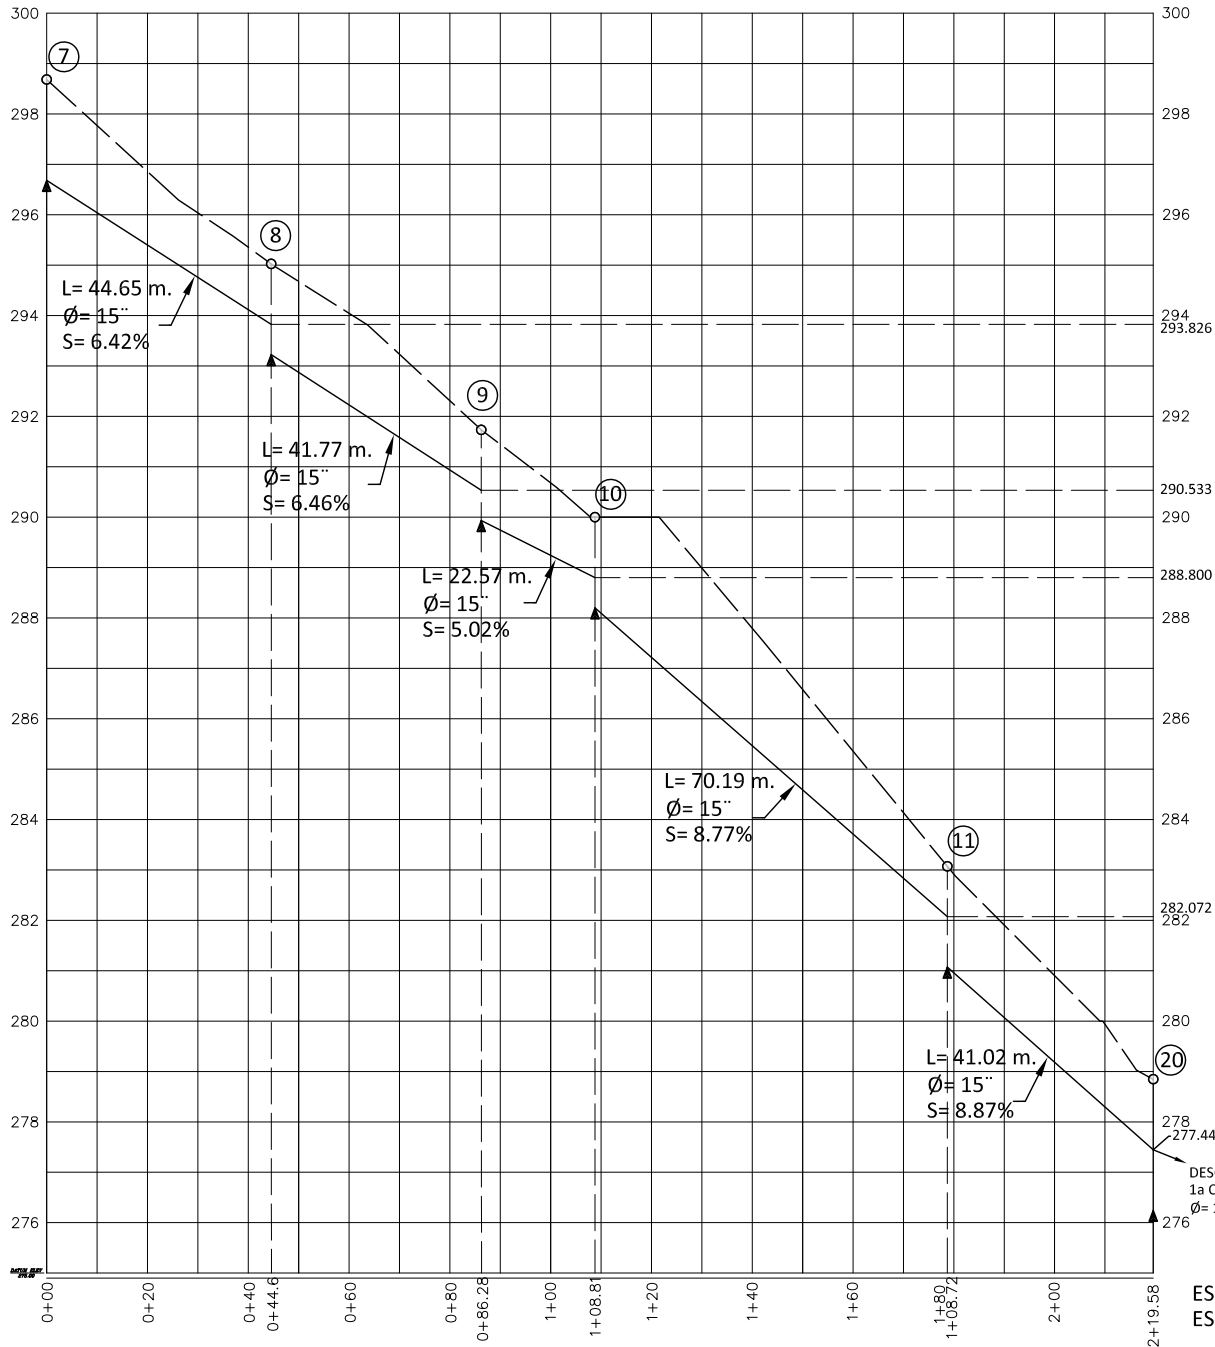 300
300
7
298
298
296
296
8
L= 44.65 m.
Ø= 15¨
S= 6.42%
294
294
293.826
9
292
292
L= 41.77 m.
Ø= 15¨
S= 6.46%
10
290.533
290
290
L= 22.57 m.
Ø= 15¨
S= 5.02%
288.800
288
288
286
286
L= 70.19 m.
Ø= 15¨
S= 8.77%
284
284
11
282.072
282
282
280
280
L= 41.02 m.
Ø= 15¨
S= 8.87%
20
278
278
277.44
DES
1a C
Ø= 1
276
276
DATUM ELEV
275.00
0+00
0+20
0+40
0+44.6
0+60
0+80
0+86.28
1+00
1+08.81
1+20
1+40
1+60
1+80
1+08.72
2+00
2+19.58
ES
ES